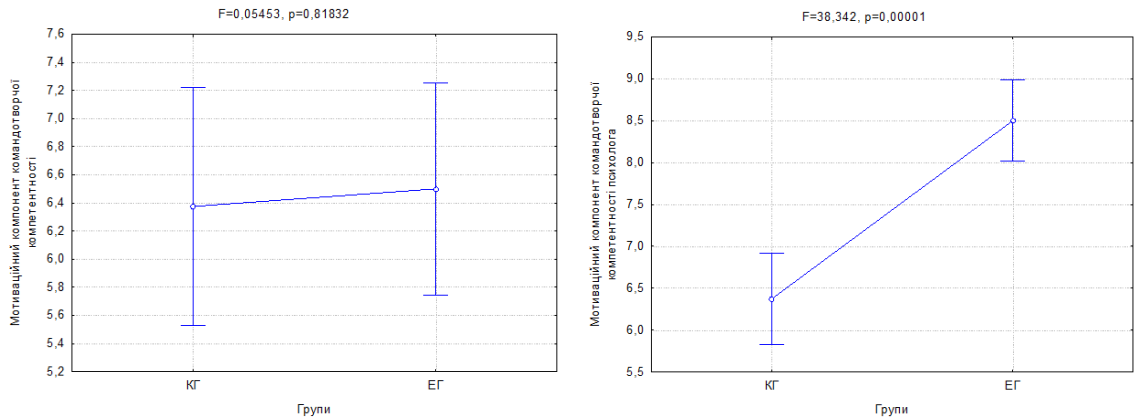 F=0,05453, p=0,81832
Мотиваційний компонент командотворчої
компетентності
7,6
7,4
7,2
7,0
6,8
6,6
6,4
6,2
6,0
5,8
5,6
5,4
5,2
КГ
ЕГ
Групи
F=38,342, p=0,00001
Мотиваційний компонент командотворчої
компетентності психолога
9,5
9,0
8,5
8,0
7,5
7,0
6,5
6,0
5,5
КГ
ЕГ
Групи